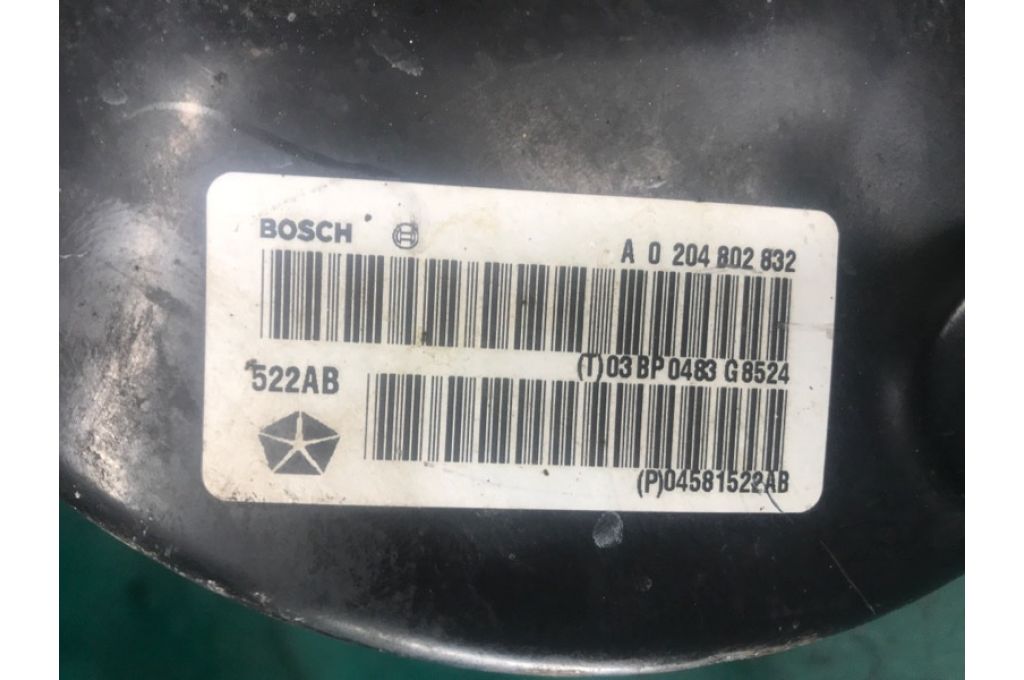 BOSCH
A 0 204 802 832
(T)03 BP 0483 G 8524
522AB
(P)04581522AB